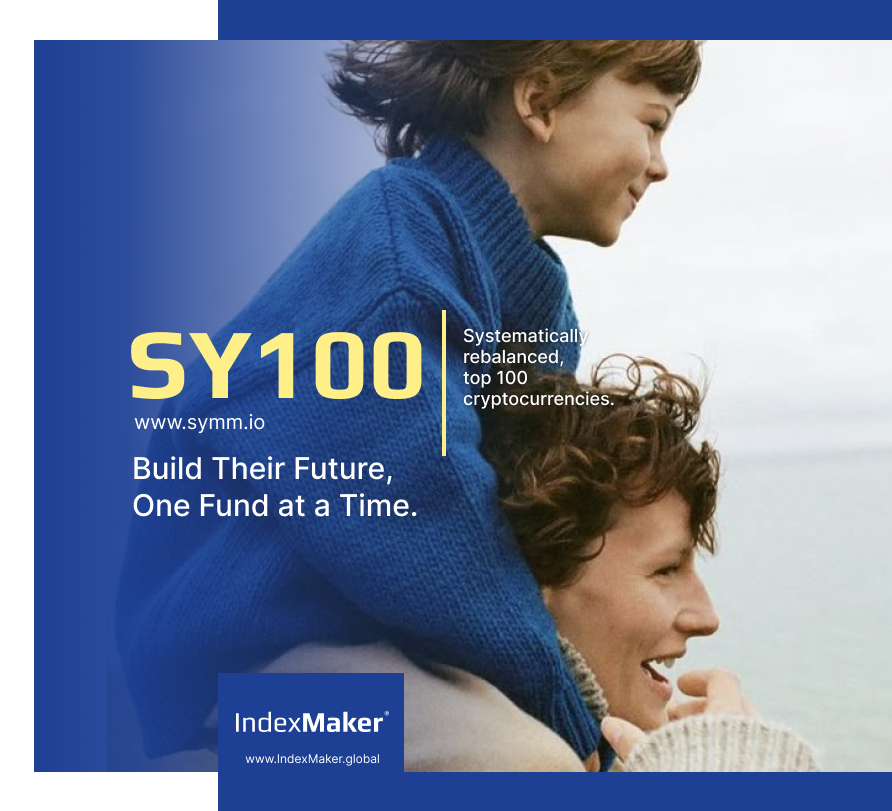 SY100
www.symm.io
Build Their Future,
One Fund at a Time.
Systematically
rebalanced,
top 100
cryptocurrencies.
IndexMaker®
www.IndexMaker.global